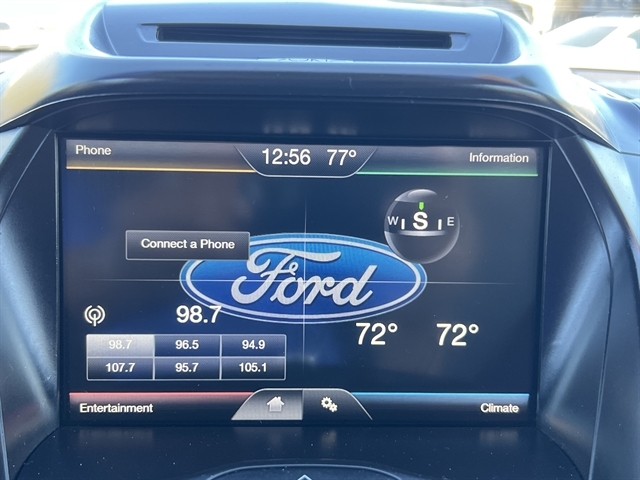 Phone
12:56 77°
Information
W S E
Connect a Phone
Ford
98.7
72° 72°
98.7 96.5 94.9
107.7 95.7 105.1
Entertainment
Climate